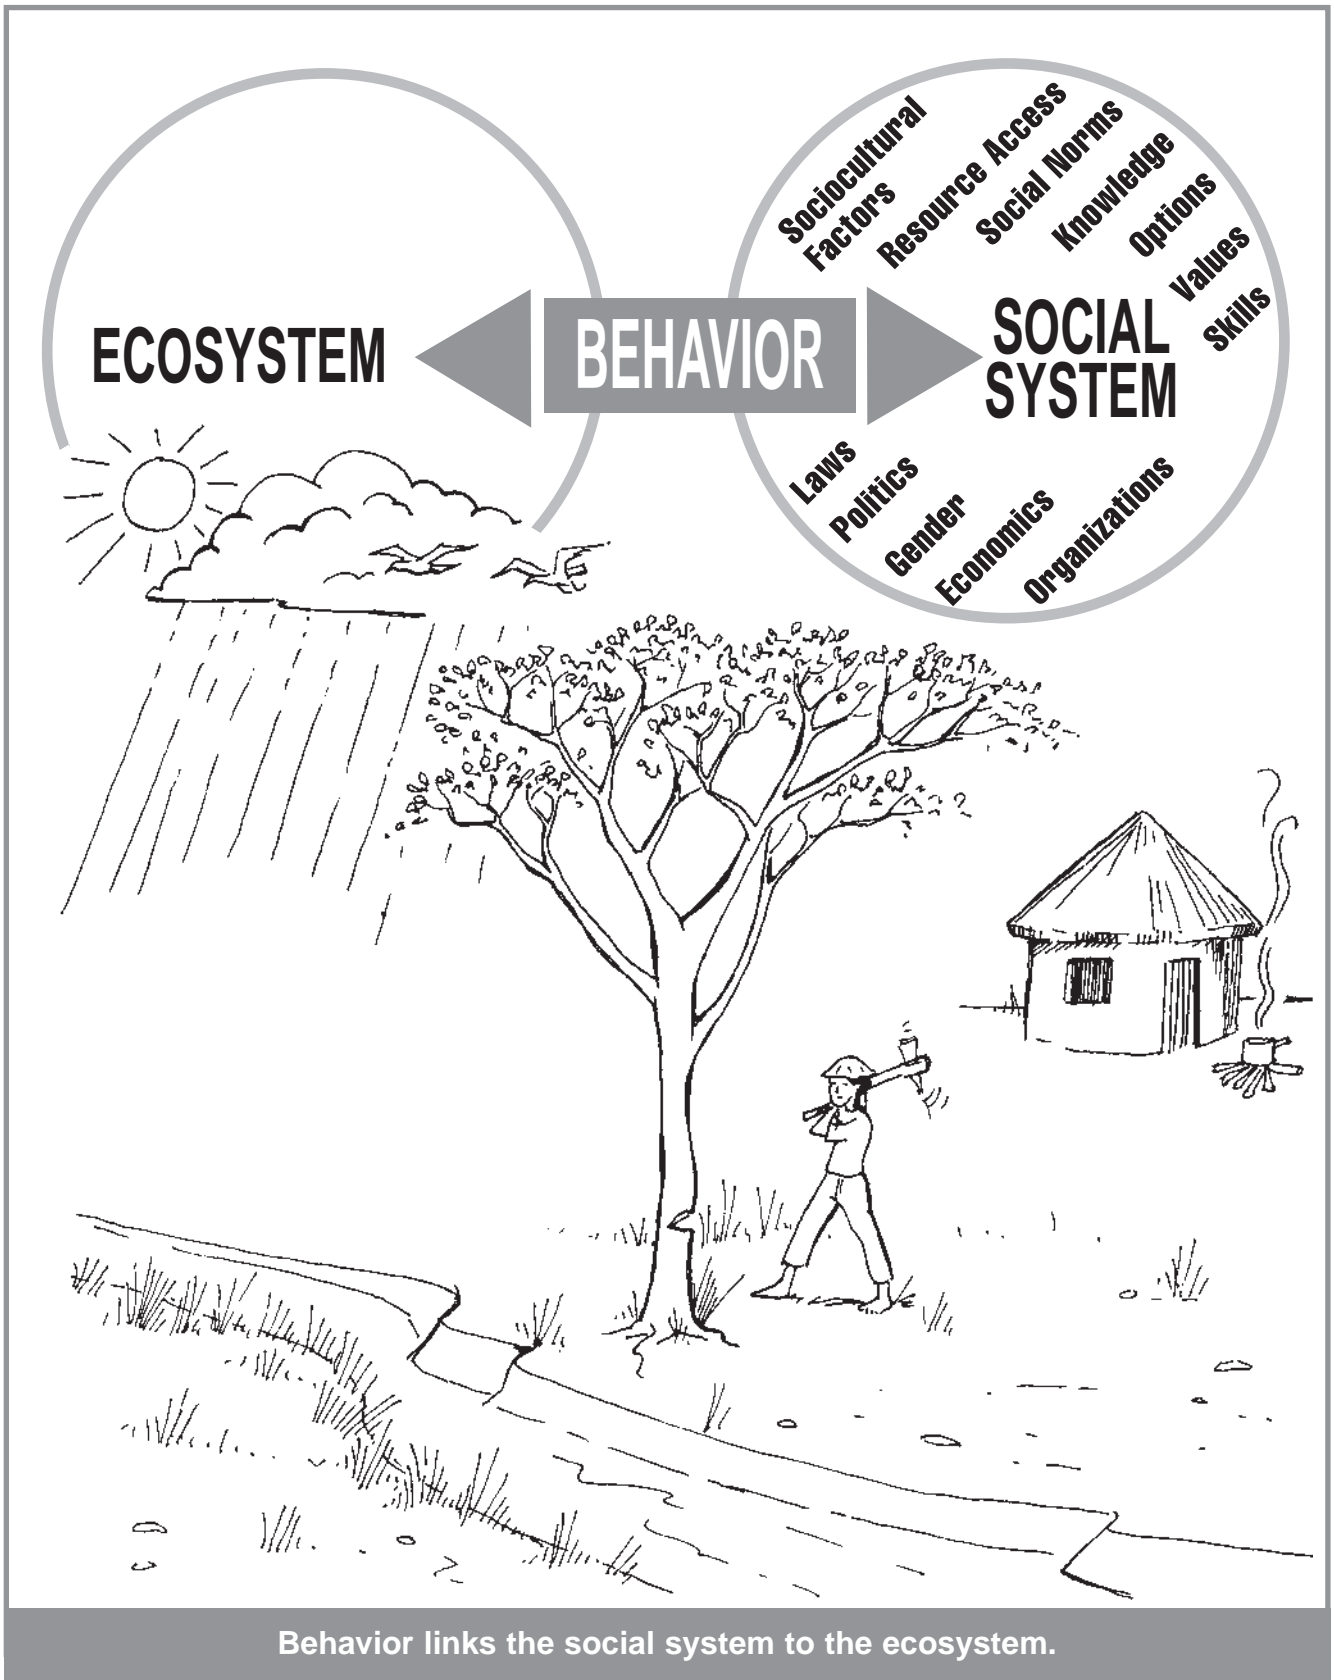 Sociocultural
Factors
Resource Access
Social Norms
Knowledge
Options
Values
Skills
ECOSYSTEM
BEHAVIOR
SOCIAL
SYSTEM
Laws
Politics
Gender
Economics
Organizations
Behavior links the social system to the ecosystem.